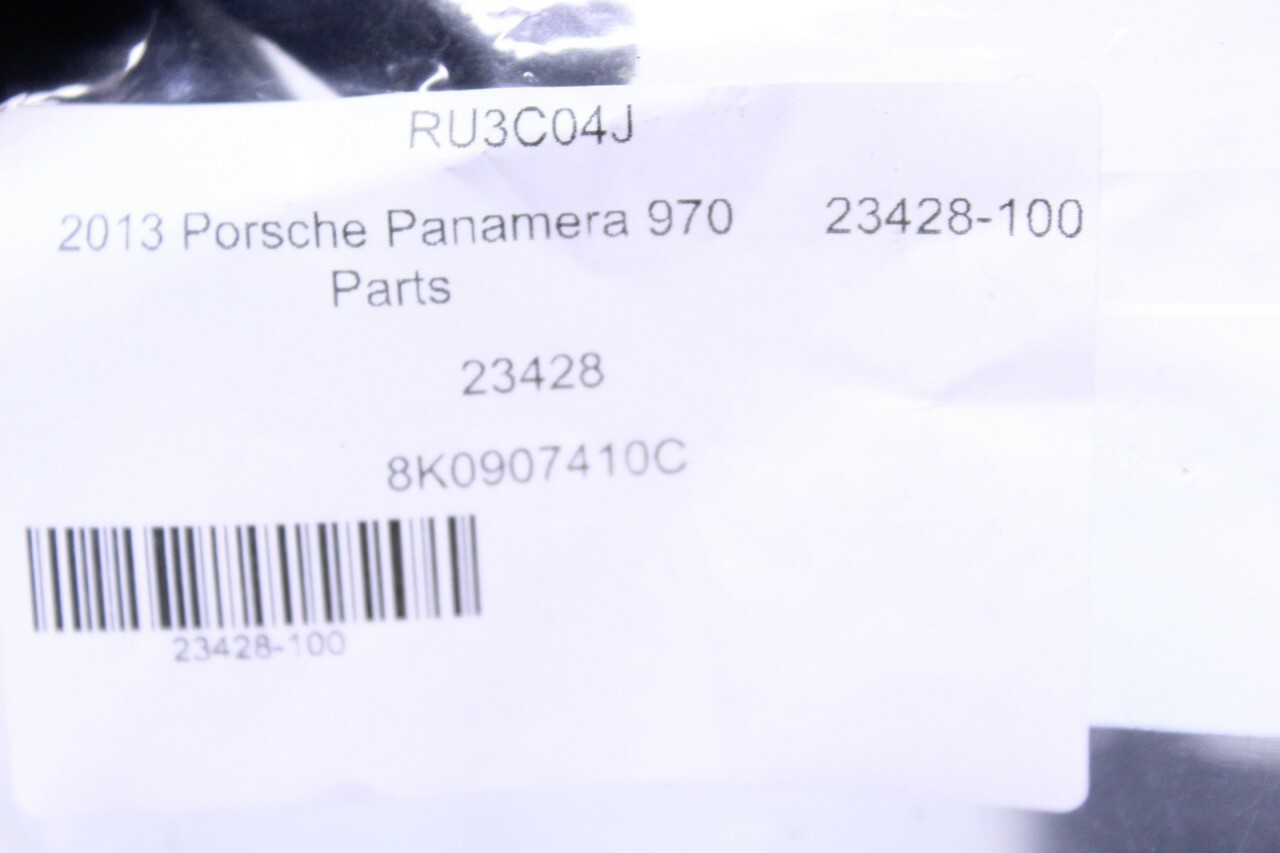 RU3C04J
2013 Porsche Panamera 970 23428-100
Parts
23428
8K0907410C
23428-100